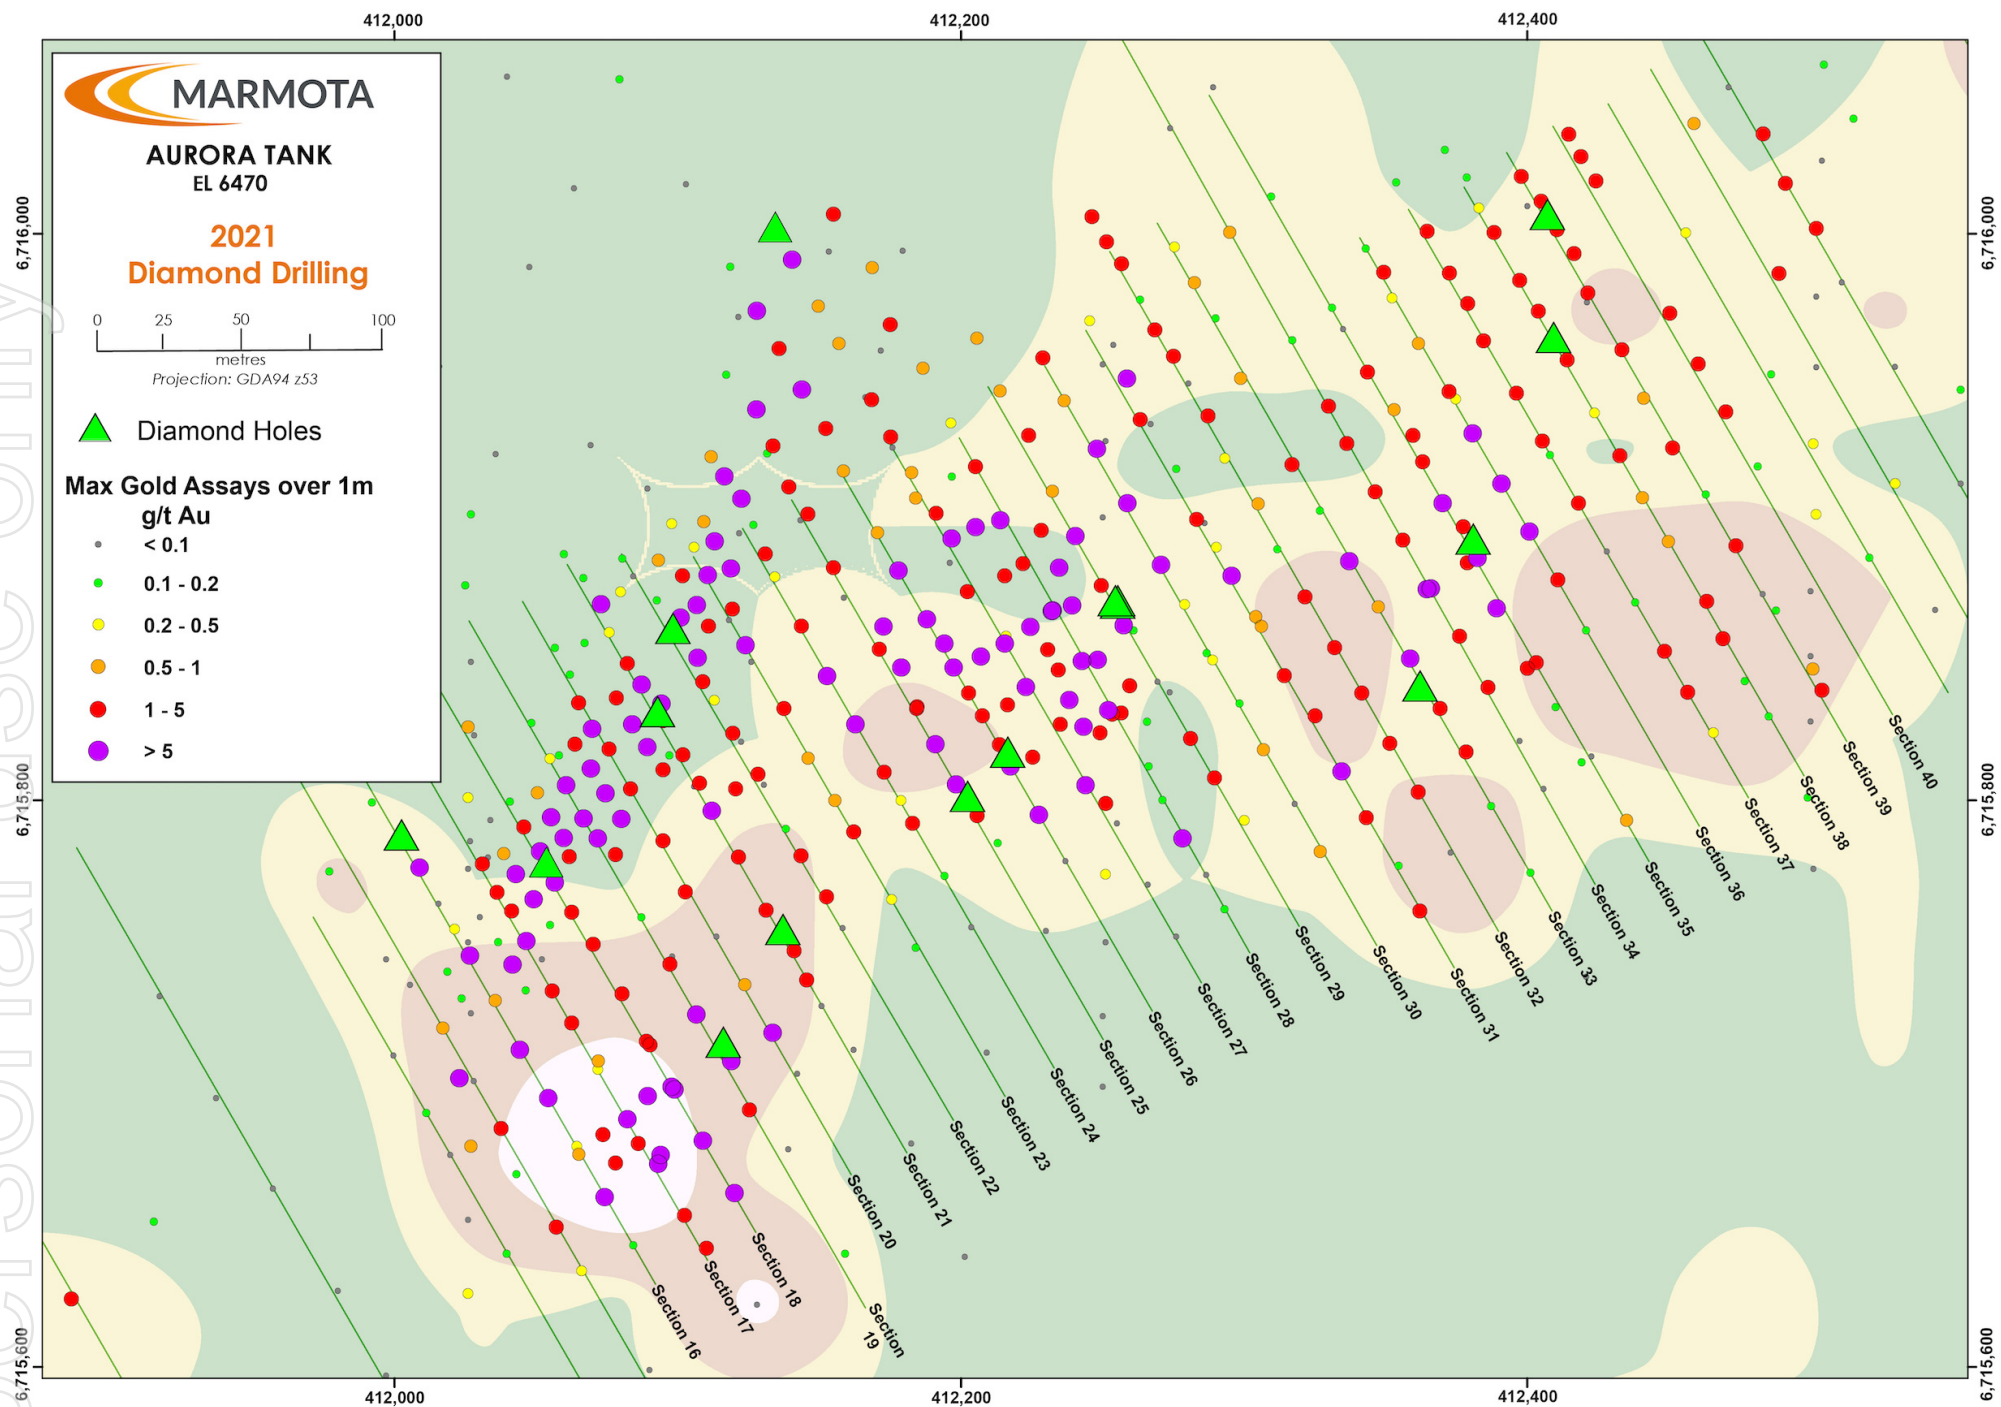 412,000
412,200
412,400
MARMOTA
AURORA TANK
EL 6470
2021
Diamond Drilling
0 25 50 100
metres
Projection: GDA94 z53
Diamond Holes
Max Gold Assays over 1m
g/t Au
< 0.1
0.1 - 0.2
0.2 - 0.5
0.5 - 1
1 - 5
> 5
6,716,000
6,716,000
6,715,800
6,715,800
6,715,600
6,715,600
Section 40
Section 39
Section 38
Section 37
Section 36
Section 35
Section 34
Section 33
Section 32
Section 31
Section 30
Section 29
Section 28
Section 27
Section 26
Section 25
Section 24
Section 23
Section 22
Section 21
Section 20
Section
19
Section 18
Section 17
Section 16
412,000
412,200
412,400